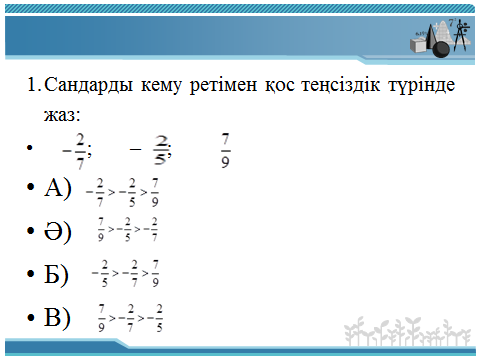 1. Сандарды кему ретімен қос теңсіздік түрінде
жаз:
• -2/7; - 2/5; 7/9
• А) -2/7 > -2/5 > 7/9
• Ә) 7/9 > -2/5 > -2/7
• Б) -2/5 > -2/7 > 7/9
• В) 7/9 > -2/7 > -2/5